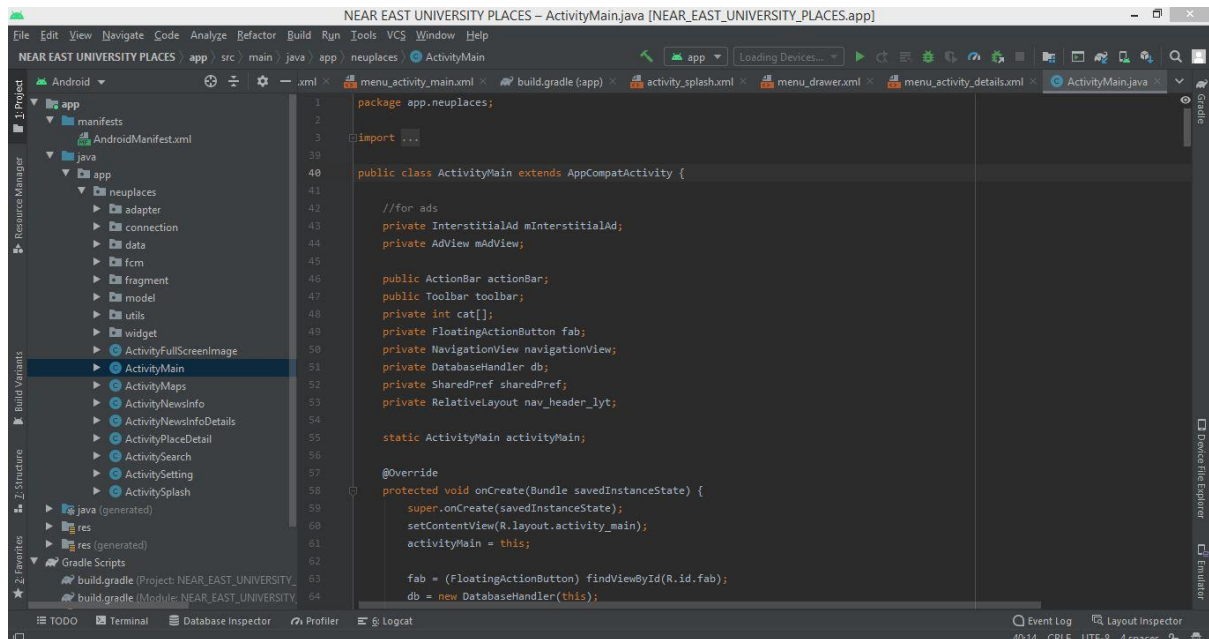 NEAR EAST UNIVERSITY PLACES – ActivityMain.java [NEAR_EAST_UNIVERSITY_PLACES.app]
File Edit View Navigate Code Analyze Refactor Build Run Tools VCS Window Help
NEAR EAST UNIVERSITY PLACES app src main java app neuplaces ActivityMain
app Loading Devices...
Android
.xml menu_activity_main.xml build.gradle (:app) activity_splash.xml menu_drawer.xml menu_activity_details.xml ActivityMain.java
1: Project
Resource Manager
Build Variants
7: Structure
2: Favorites
app
manifests
AndroidManifest.xml
java
app
neuplaces
adapter
connection
data
fcm
fragment
model
utils
widget
ActivityFullScreenImage
ActivityMain
ActivityMaps
ActivityNewsInfo
ActivityNewsInfoDetails
ActivityPlaceDetail
ActivitySearch
ActivitySetting
ActivitySplash
java (generated)
res
res (generated)
Gradle Scripts
build.gradle (Project: NEAR_EAST_UNIVERSITY_
build.gradle (Module: NEAR_EAST_UNIVERSITY_
1 package app.neuplaces;
2
3 import ...
39
40 public class ActivityMain extends AppCompatActivity {
41
42 //for ads
43 private InterstitialAd mInterstitialAd;
44 private AdView mAdView;
45
46 public ActionBar actionBar;
47 public Toolbar toolbar;
48 private int cat[];
49 private FloatingActionButton fab;
50 private NavigationView navigationView;
51 private DatabaseHandler db;
52 private SharedPref sharedPref;
53 private RelativeLayout nav_header_lyt;
54
55 static ActivityMain activityMain;
56
57 @Override
58 protected void onCreate(Bundle savedInstanceState) {
59 super.onCreate(savedInstanceState);
60 setContentView(R.layout.activity_main);
61 activityMain = this;
62
63 fab = (FloatingActionButton) findViewById(R.id.fab);
64 db = new DatabaseHandler(this);
Gradle
Device File Explorer
Emulator
TODO Terminal Database Inspector Profiler 6: Logcat Event Log Layout Inspector
40:14 CRLF UTF-8 4 spaces